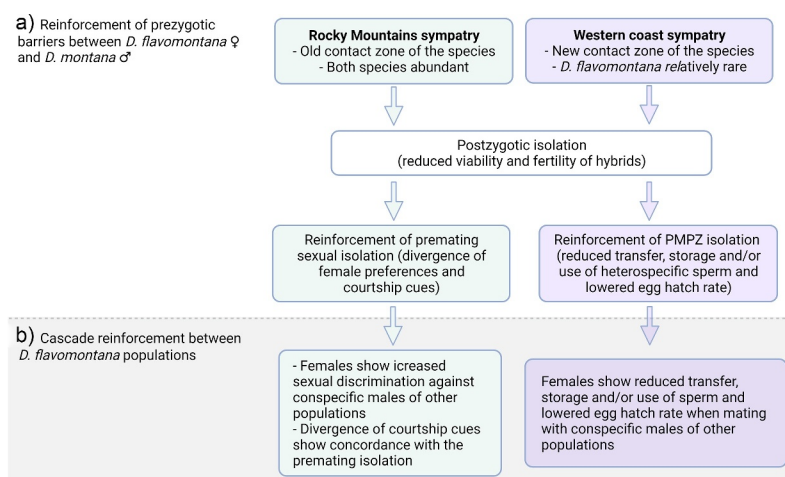 a) Reinforcement of prezygotic
barriers between D. flavomontana ♀
and D. montana ♂
Rocky Mountains sympatry
- Old contact zone of the species
- Both species abundant
Western coast sympatry
- New contact zone of the species
- D. flavomontana relatively rare
Postzygotic isolation
(reduced viability and fertility of hybrids)
Reinforcement of premating
sexual isolation (divergence of
female preferences and
courtship cues)
Reinforcement of PMPZ isolation
(reduced transfer, storage and/or
use of heterospecific sperm and
lowered egg hatch rate)
b) Cascade reinforcement between
D. flavomontana populations
- Females show icreased
sexual discrimination against
conspecific males of other
populations
- Divergence of courtship cues
show concordance with the
premating isolation
Females show reduced transfer,
storage and/or use of sperm and
lowered egg hatch rate when mating
with conspecific males of other
populations